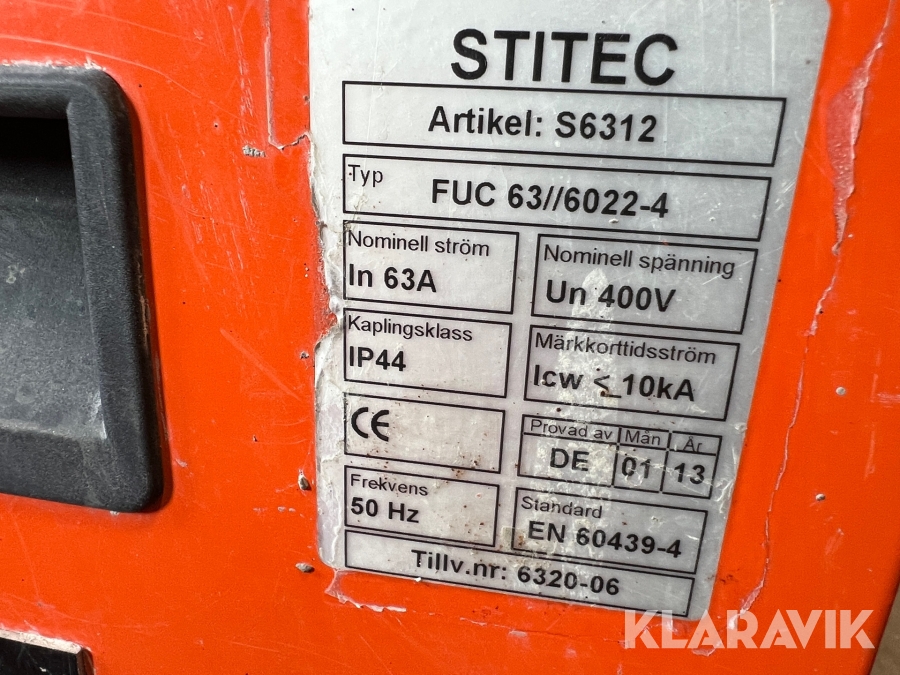 STITEC
Artikel: S6312
Typ FUC 63//6022-4
Nominell ström Nominell spänning
In 63A Un 400V
Kaplingsklass Märkkorttidsström
IP44 Icw ≤ 10kA
CE Provad av Mån År
DE 01 13
Frekvens Standard
50 Hz EN 60439-4
Tillv.nr: 6320-06
KLARAVIK